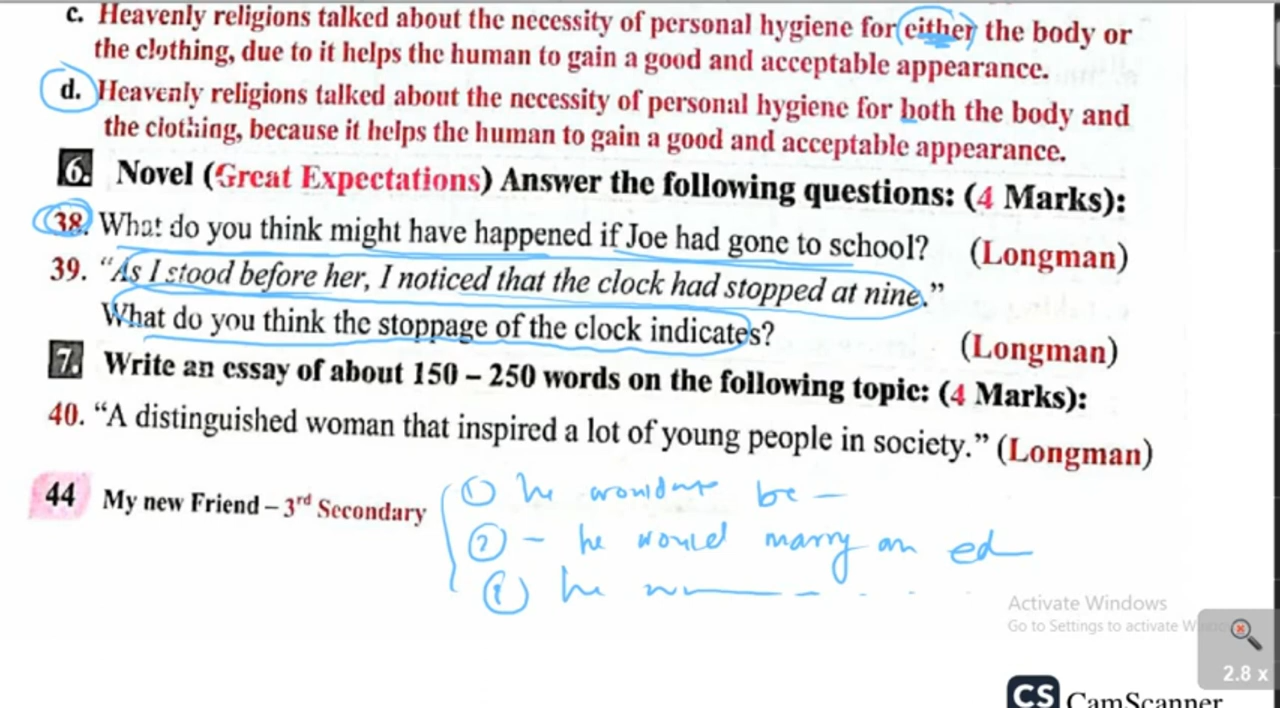 c. Heavenly religions talked about the necessity of personal hygiene for either the body or
the clothing, due to it helps the human to gain a good and acceptable appearance.
d. Heavenly religions talked about the necessity of personal hygiene for both the body and
the clothing, because it helps the human to gain a good and acceptable appearance.
6. Novel (Great Expectations) Answer the following questions: (4 Marks):
38. What do you think might have happened if Joe had gone to school? (Longman)
39. “As I stood before her, I noticed that the clock had stopped at nine.”
What do you think the stoppage of the clock indicates? (Longman)
7. Write an essay of about 150 – 250 words on the following topic: (4 Marks):
40. “A distinguished woman that inspired a lot of young people in society.” (Longman)
44 My new Friend – 3rd Secondary
① he be —
② – he would marry an ed
he
Activate Windows
Go to Settings to activate
2.8 x
CS CamScanner